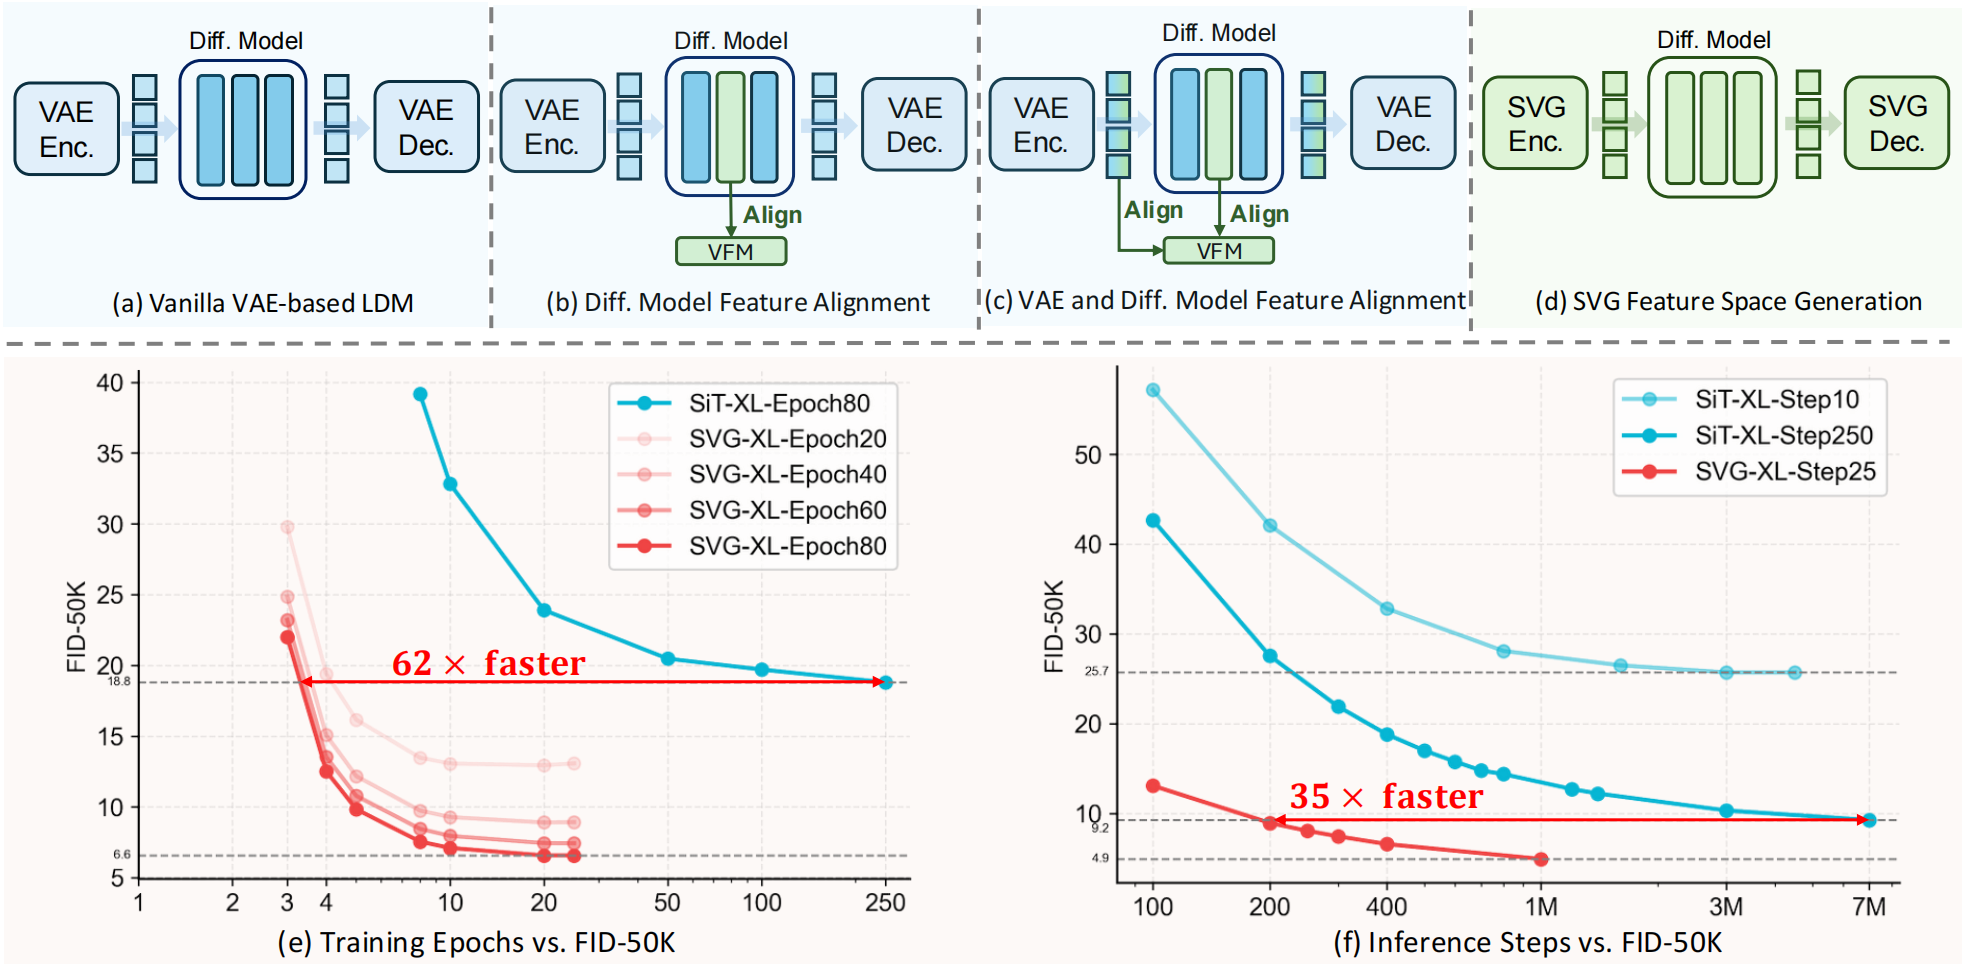 Diff. Model
VAE
Enc.
VAE
Dec.
(a) Vanilla VAE-based LDM
Diff. Model
VAE
Enc.
VAE
Dec.
Align
VFM
(b) Diff. Model Feature Alignment
Diff. Model
VAE
Enc.
VAE
Dec.
Align
Align
VFM
(c) VAE and Diff. Model Feature Alignment
Diff. Model
SVG
Enc.
SVG
Dec.
(d) SVG Feature Space Generation
FID-50K
40
35
30
25
20
18.8
15
10
6.6
5
1
2
3
4
10
20
50
100
250
SiT-XL-Epoch80
SVG-XL-Epoch20
SVG-XL-Epoch40
SVG-XL-Epoch60
SVG-XL-Epoch80
62 × faster
(e) Training Epochs vs. FID-50K
FID-50K
50
40
30
25.7
20
10
9.2
4.9
100
200
400
1M
3M
7M
SiT-XL-Step10
SiT-XL-Step250
SVG-XL-Step25
35 × faster
(f) Inference Steps vs. FID-50K